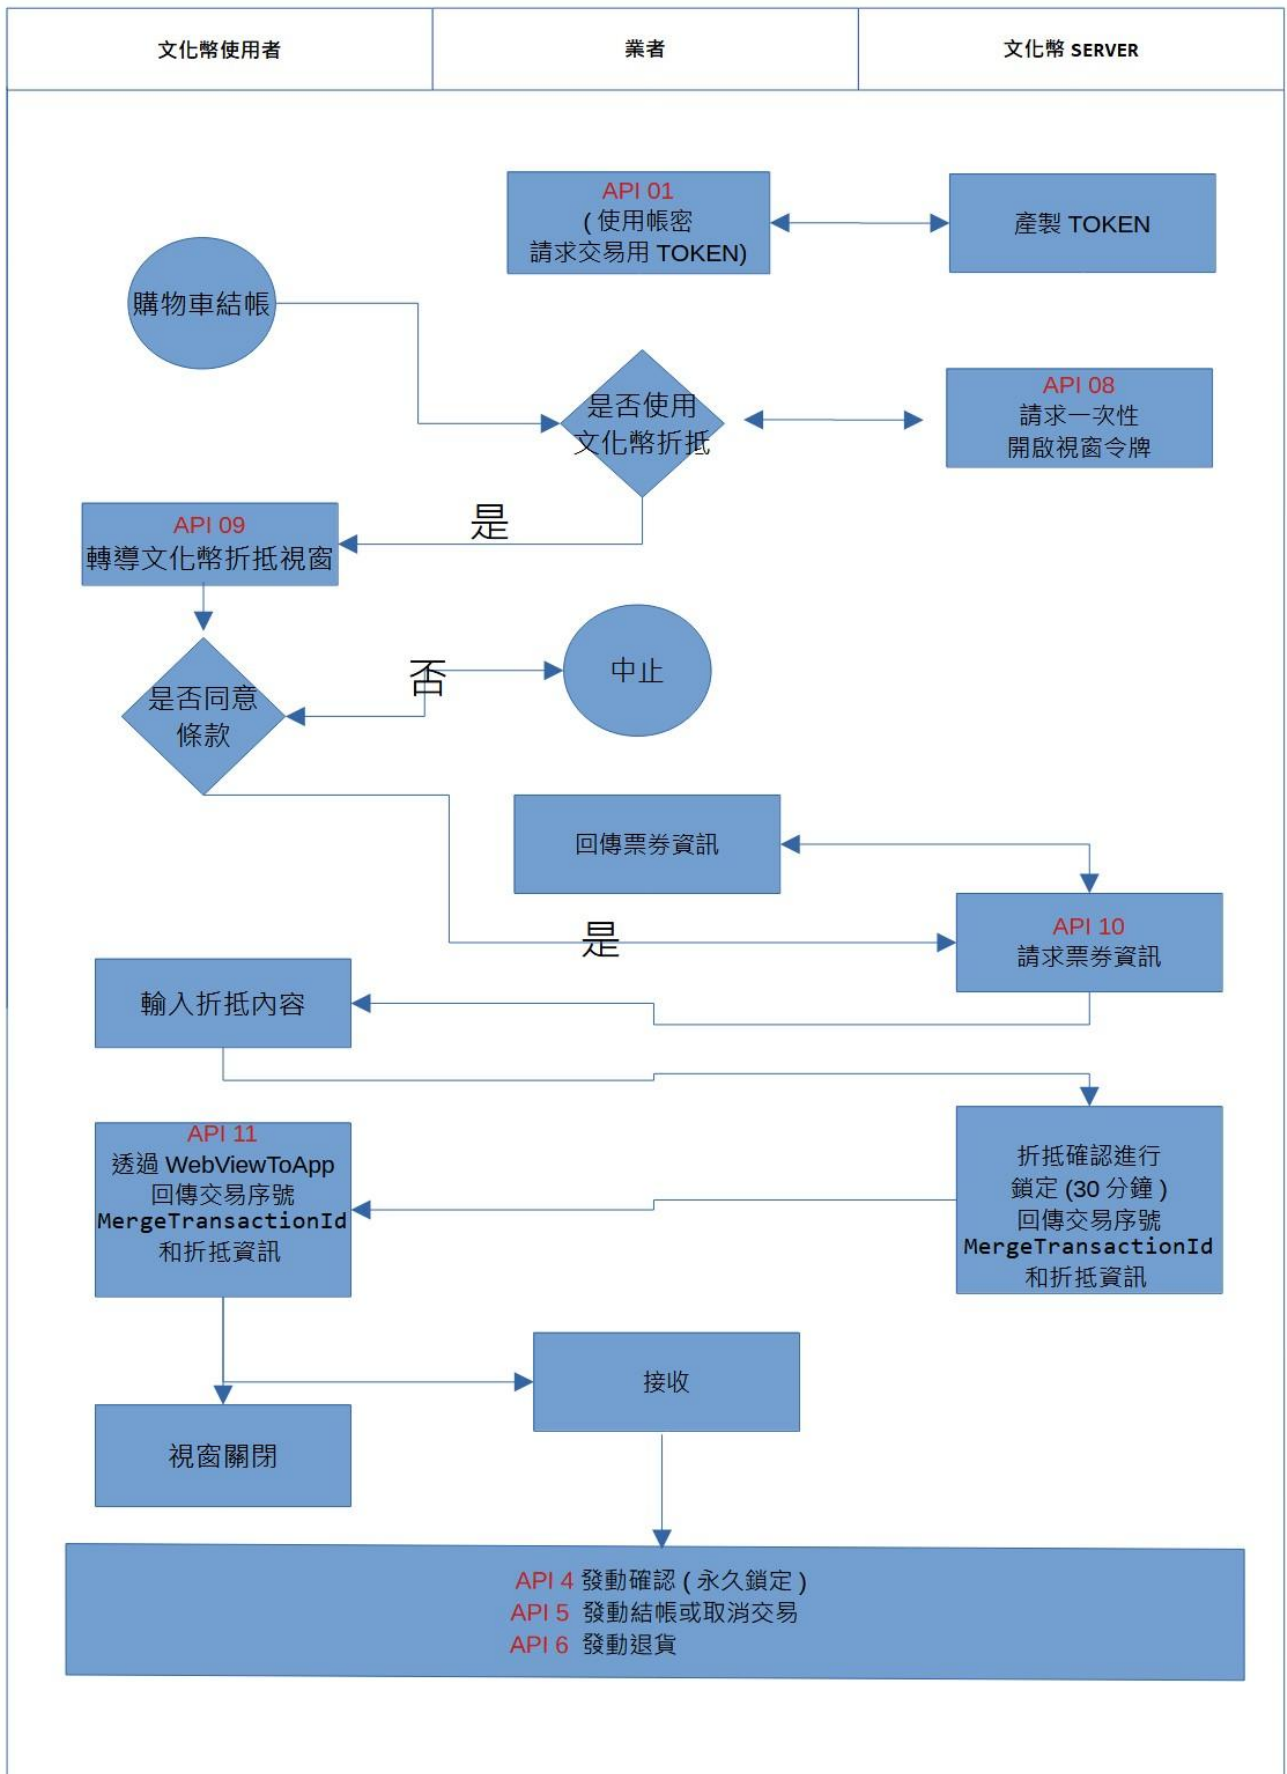 文化幣使用者
業者
文化幣 SERVER
API 01
( 使用帳密
請求交易用 TOKEN)
產製 TOKEN
購物車結帳
是否使用
文化幣折抵
API 08
請求一次性
開啟視窗令牌
API 09
轉導文化幣折抵視窗
是
是否同意
條款
否
中止
回傳票券資訊
API 10
請求票券資訊
是
輸入折抵內容
折抵確認進行
鎖定 (30 分鐘 )
回傳交易序號
MergeTransactionId
和折抵資訊
API 11
透過 WebViewToApp
回傳交易序號
MergeTransactionId
和折抵資訊
接收
視窗關閉
API 4 發動確認 ( 永久鎖定 )
API 5 發動結帳或取消交易
API 6 發動退貨